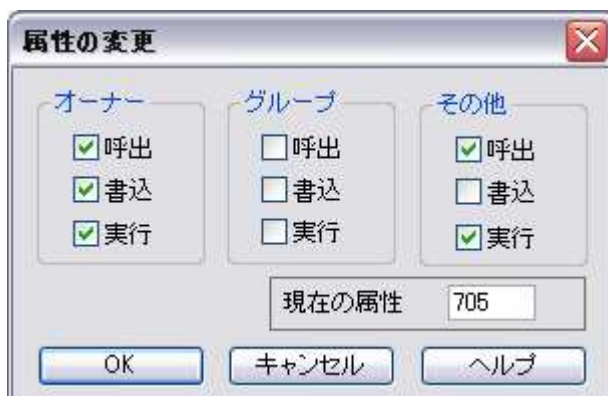 属性の変更
オーナー グループ その他
呼出 呼出 呼出
書込 書込 書込
実行 実行 実行
現在の属性 705
OK キャンセル ヘルプ